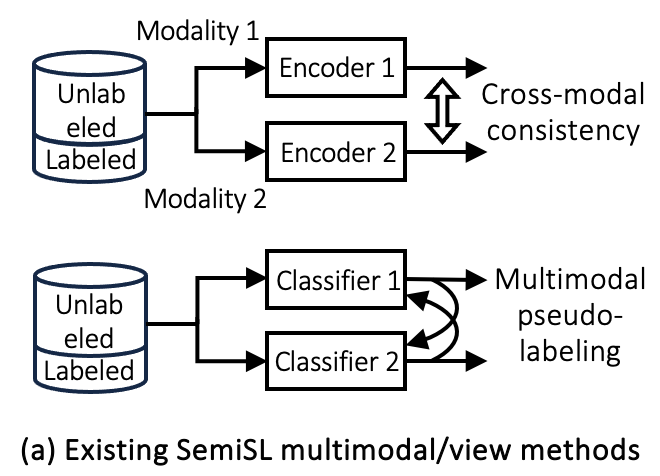 Modality 1
Unlab
eled
Labeled
Encoder 1
Encoder 2
Cross-modal
consistency
Modality 2
Unlab
eled
Labeled
Classifier 1
Classifier 2
Multimodal
pseudo-
labeling
(a) Existing SemiSL multimodal/view methods